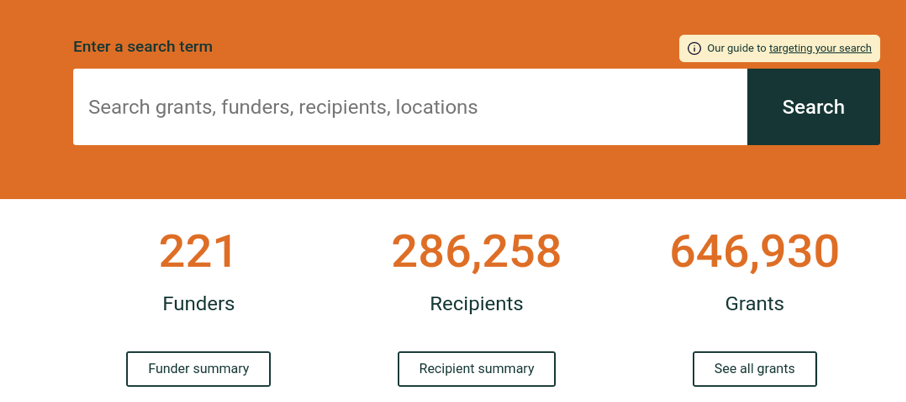 Enter a search term
Our guide to targeting your search
Search grants, funders, recipients, locations
Search
221
286,258
646,930
Funders
Recipients
Grants
Funder summary
Recipient summary
See all grants